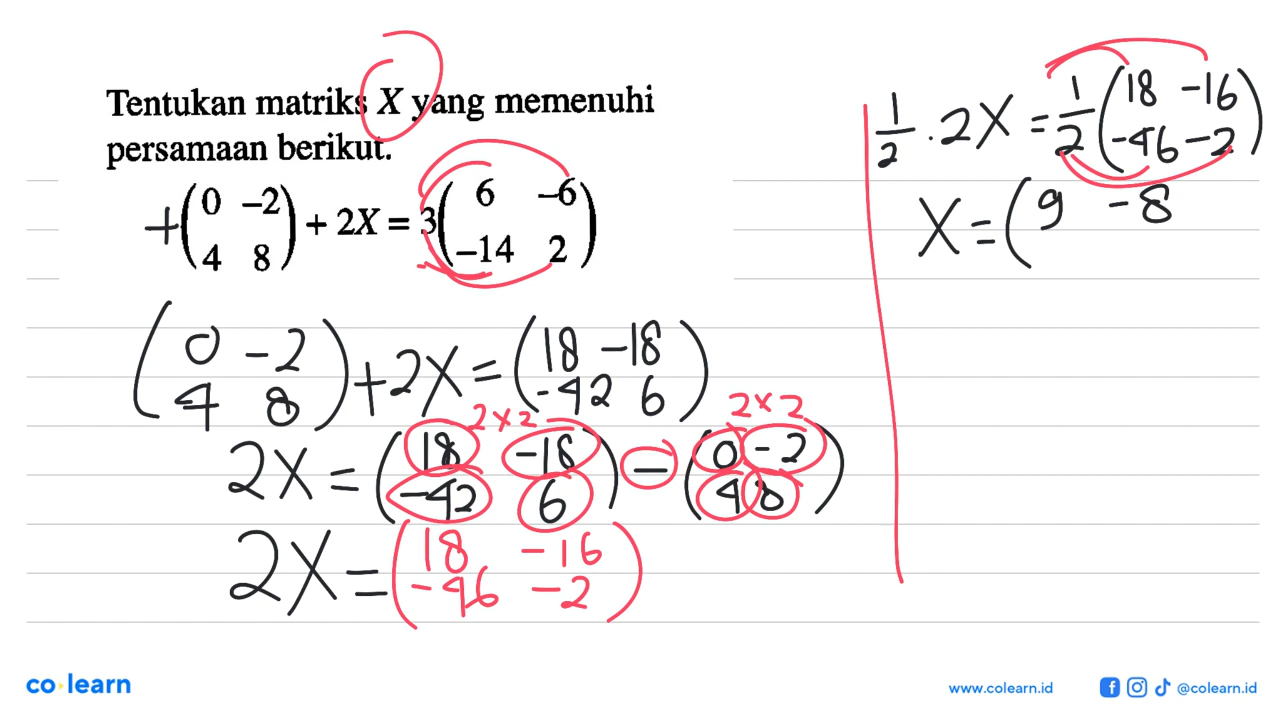 Tentukan matriks X yang memenuhi
persamaan berikut.
+(0 -2
4 8) + 2X = 3(6 -6
-14 2)
(0 -2
4 8) + 2X = (18 -18
-42 6)
2x2 2x2
2X = (18 -18
-42 6) - (0 -2
4 8)
2X = (18 -16
-46 -2)
1/2 . 2X = 1/2 (18 -16
-46 -2)
X = (9 -8
co learn
www.colearn.id
@colearn.id